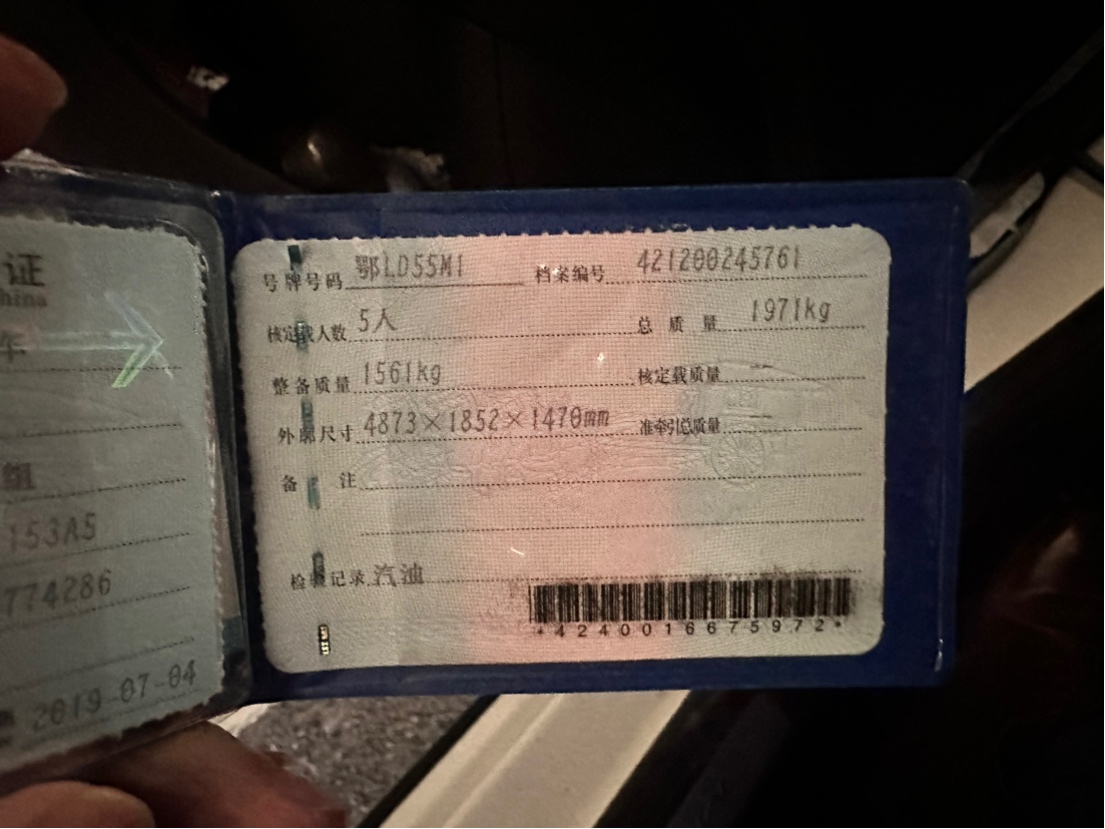 证
China
车
组
153A5
774286
2019-07-04
号牌号码 鄂LD55M1 档案编号 421200245761
核定载人数 5人 总质量 1971kg
整备质量 1561kg 核定载质量 --
外廓尺寸 4873×1852×1470mm 准牵引总质量 --
备注
检验记录 汽油
*4240016675972*